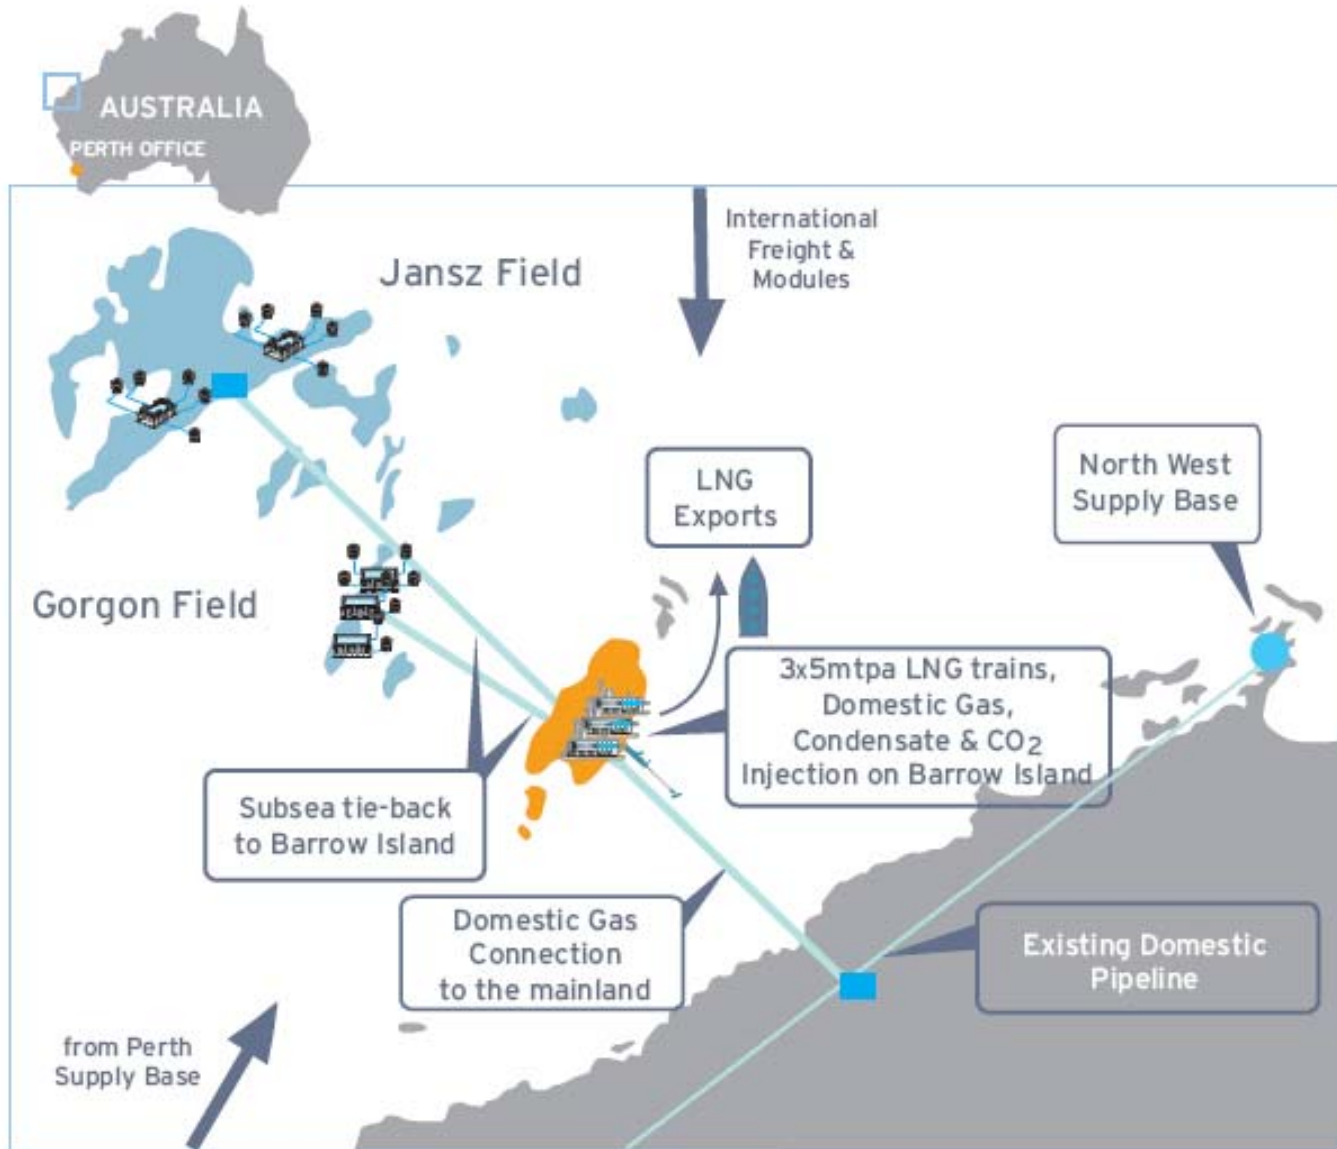 AUSTRALIA
PERTH OFFICE
International
Freight &
Modules
Jansz Field
North West
Supply Base
LNG
Exports
Gorgon Field
3x5mtpa LNG trains,
Domestic Gas,
Condensate & CO2
Injection on Barrow Island
Subsea tie-back
to Barrow Island
Domestic Gas
Connection
to the mainland
Existing Domestic
Pipeline
from Perth
Supply Base